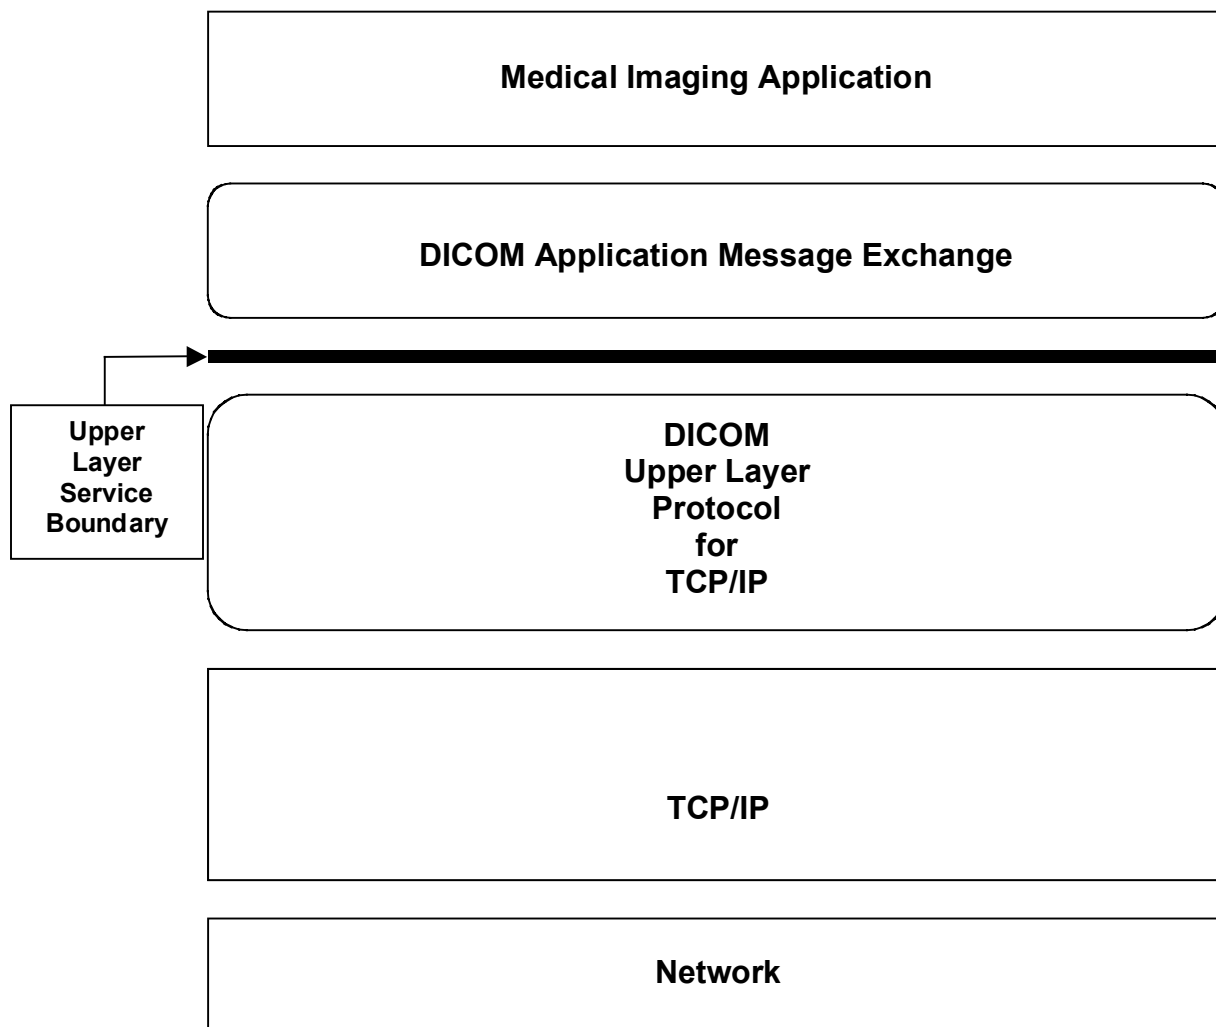 Medical Imaging Application
DICOM Application Message Exchange
Upper
Layer
Service
Boundary
DICOM
Upper Layer
Protocol
for
TCP/IP
TCP/IP
Network